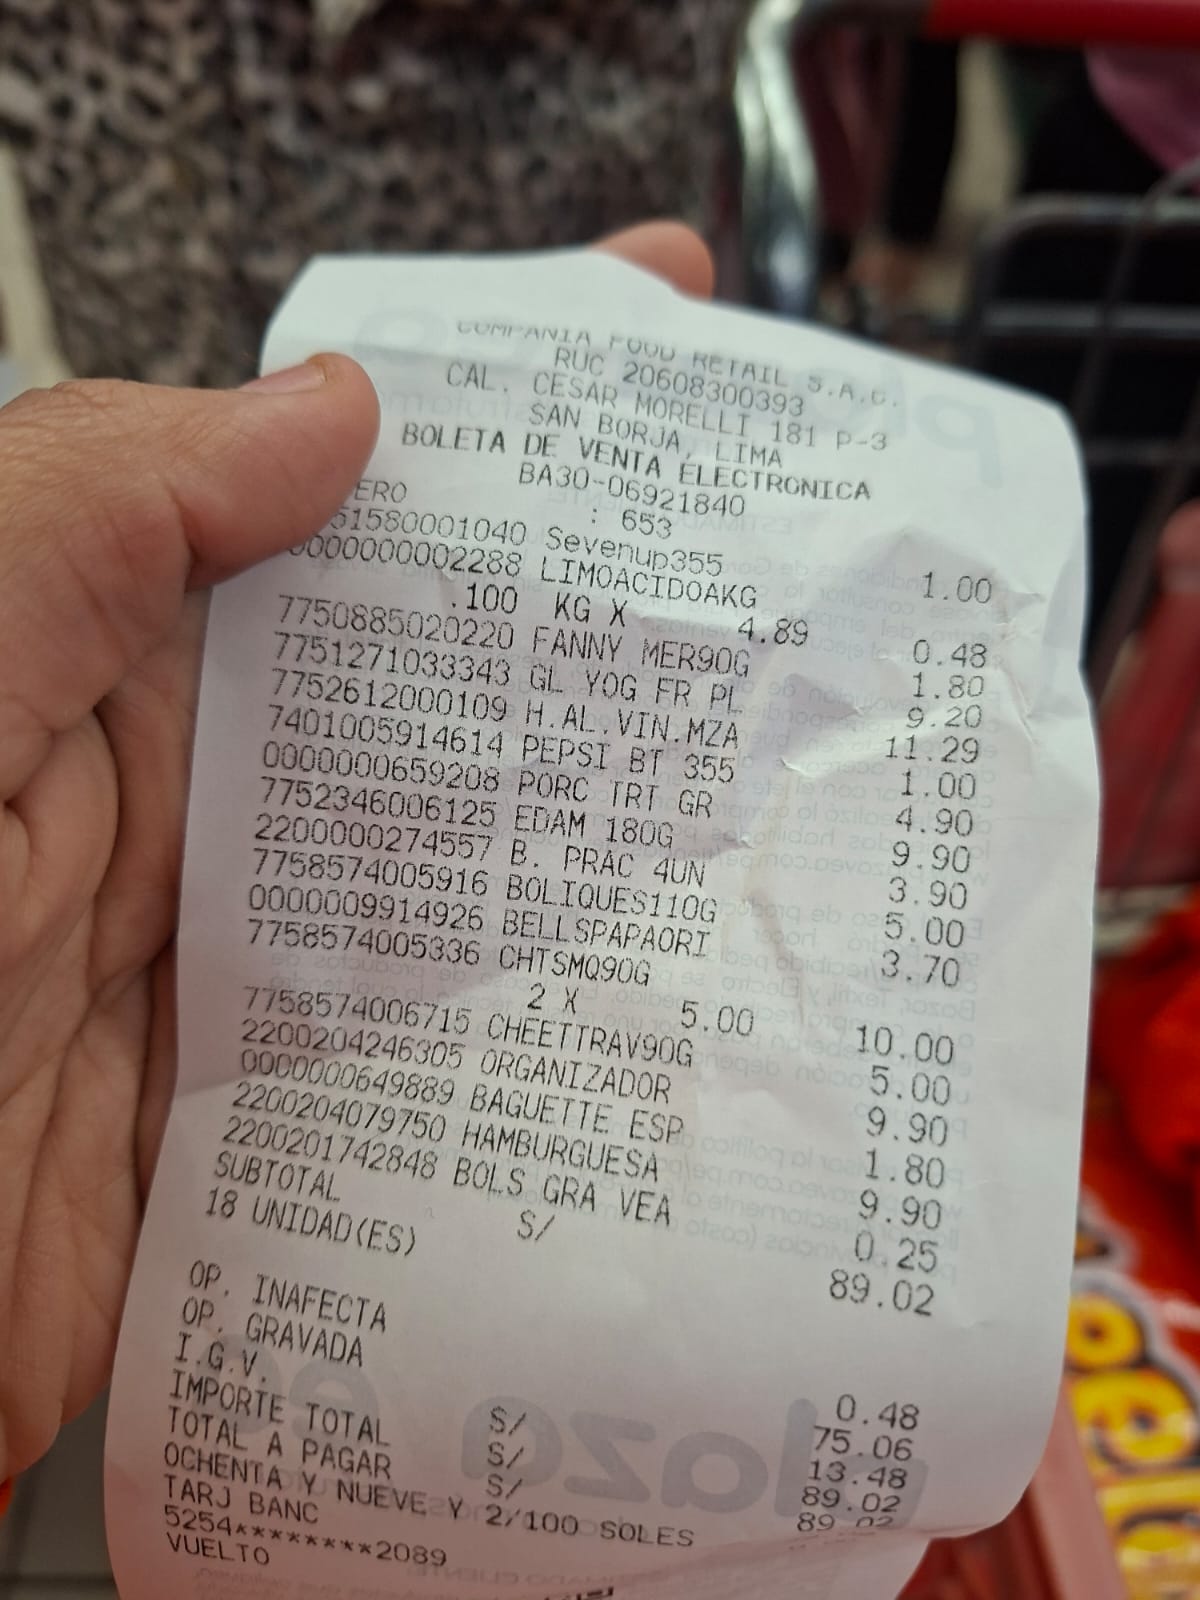 COMPAÑIA FOOD RETAIL S.A.C.
RUC 20608300393
CAL. CESAR MORELLI 181 P-3
SAN BORJA, LIMA
BOLETA DE VENTA ELECTRONICA
BA30-06921840
ERO : 653
51580001040 Sevenup355 1.00
0000000002288 LIMOACIDOAKG
.100 KG X 4.89 0.48
7750885020220 FANNY MER90G 1.80
7751271033343 GL YOG FR PL 9.20
7752612000109 H.AL.VIN.MZA 11.29
7401005914614 PEPSI BT 355 1.00
0000000659208 PORC TRT GR 4.90
7752346006125 EDAM 180G 9.90
2200000274557 B. PRAC 4UN 3.90
7758574005916 BOLIQUES110G 5.00
0000009914926 BELLSPAPAORI 3.70
7758574005336 CHTSMQ90G
2 X 5.00 10.00
7758574006715 CHEETTRAV90G 5.00
2200204246305 ORGANIZADOR 9.90
0000000649889 BAGUETTE ESP 1.80
2200204079750 HAMBURGUESA 9.90
2200201742848 BOLS GRA VEA 0.25
SUBTOTAL S/ 89.02
18 UNIDAD(ES)
OP. INAFECTA 0.48
OP. GRAVADA 75.06
I.G.V. S/ 13.48
IMPORTE TOTAL S/ 89.02
TOTAL A PAGAR S/ 89.02
OCHENTA Y NUEVE Y 2/100 SOLES
TARJ BANC
5254********2089
VUELTO